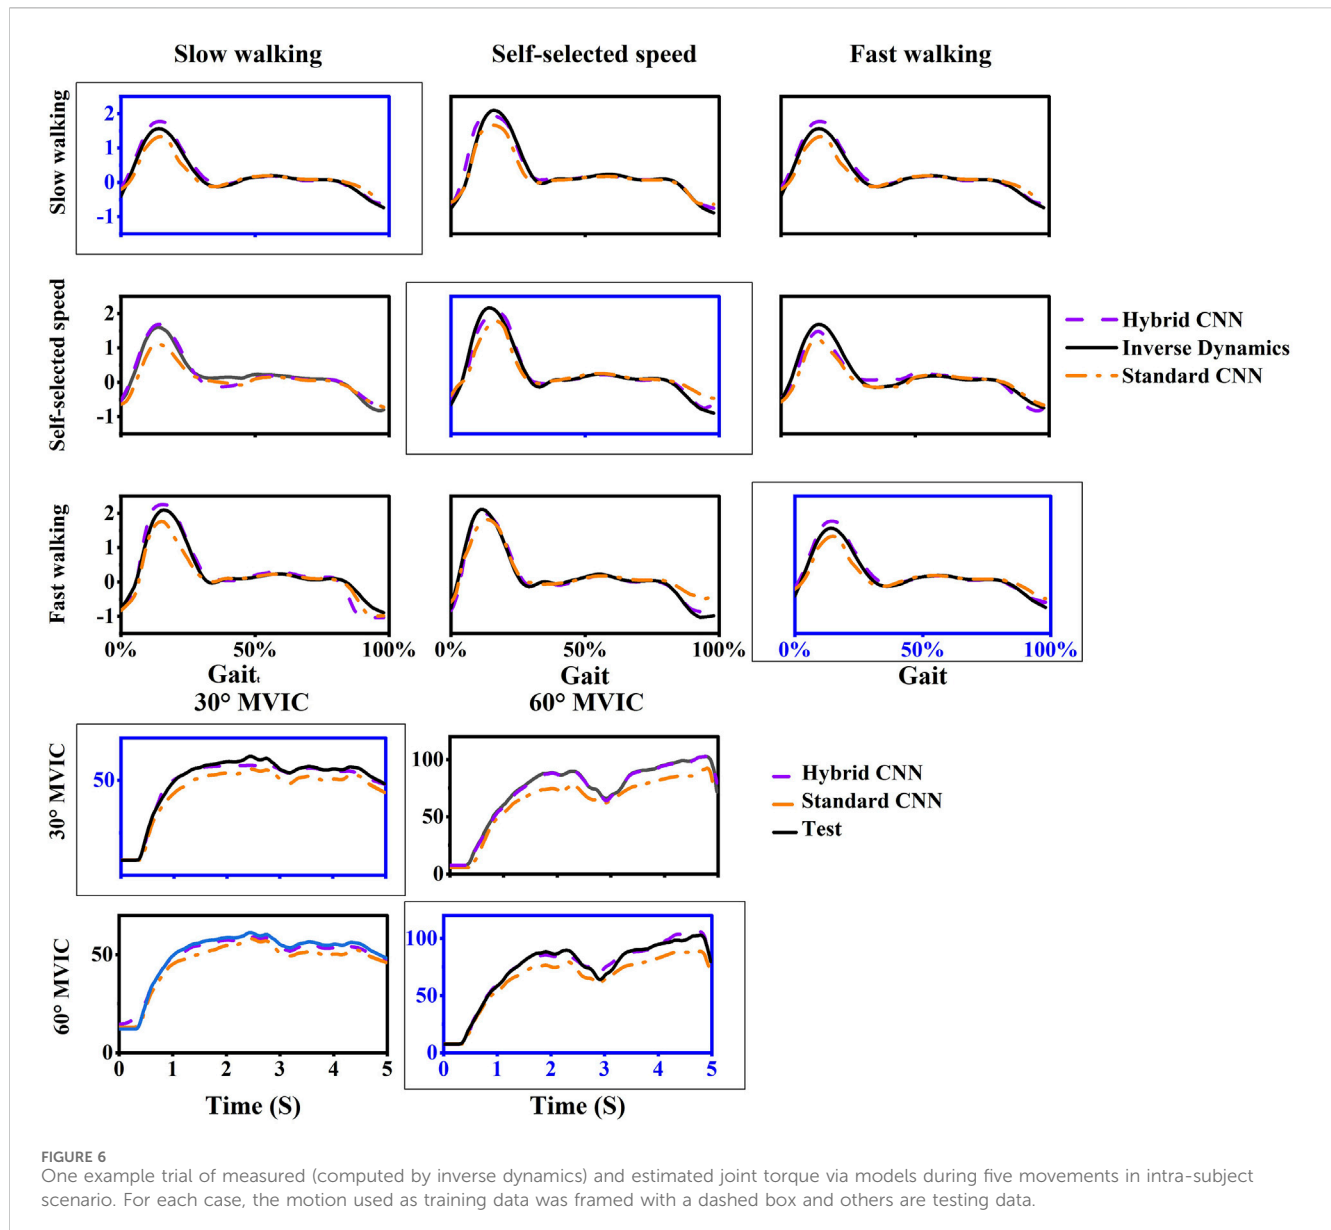 Slow walking Self-selected speed Fast walking
Slow walking
2
1
0
-1
Self-selected speed
2
1
0
-1
Hybrid CNN
Inverse Dynamics
Standard CNN
Fast walking
2
1
0
-1
0% 50% 100% 0% 50% 100% 0% 50% 100%
Gait Gait Gait
30° MVIC 60° MVIC
30° MVIC
50
100
50
0
Hybrid CNN
Standard CNN
Test
60° MVIC
50
0
100
50
0
0 1 2 3 4 5 0 1 2 3 4 5
Time (S) Time (S)
FIGURE 6
One example trial of measured (computed by inverse dynamics) and estimated joint torque via models during five movements in intra-subject
scenario. For each case, the motion used as training data was framed with a dashed box and others are testing data.